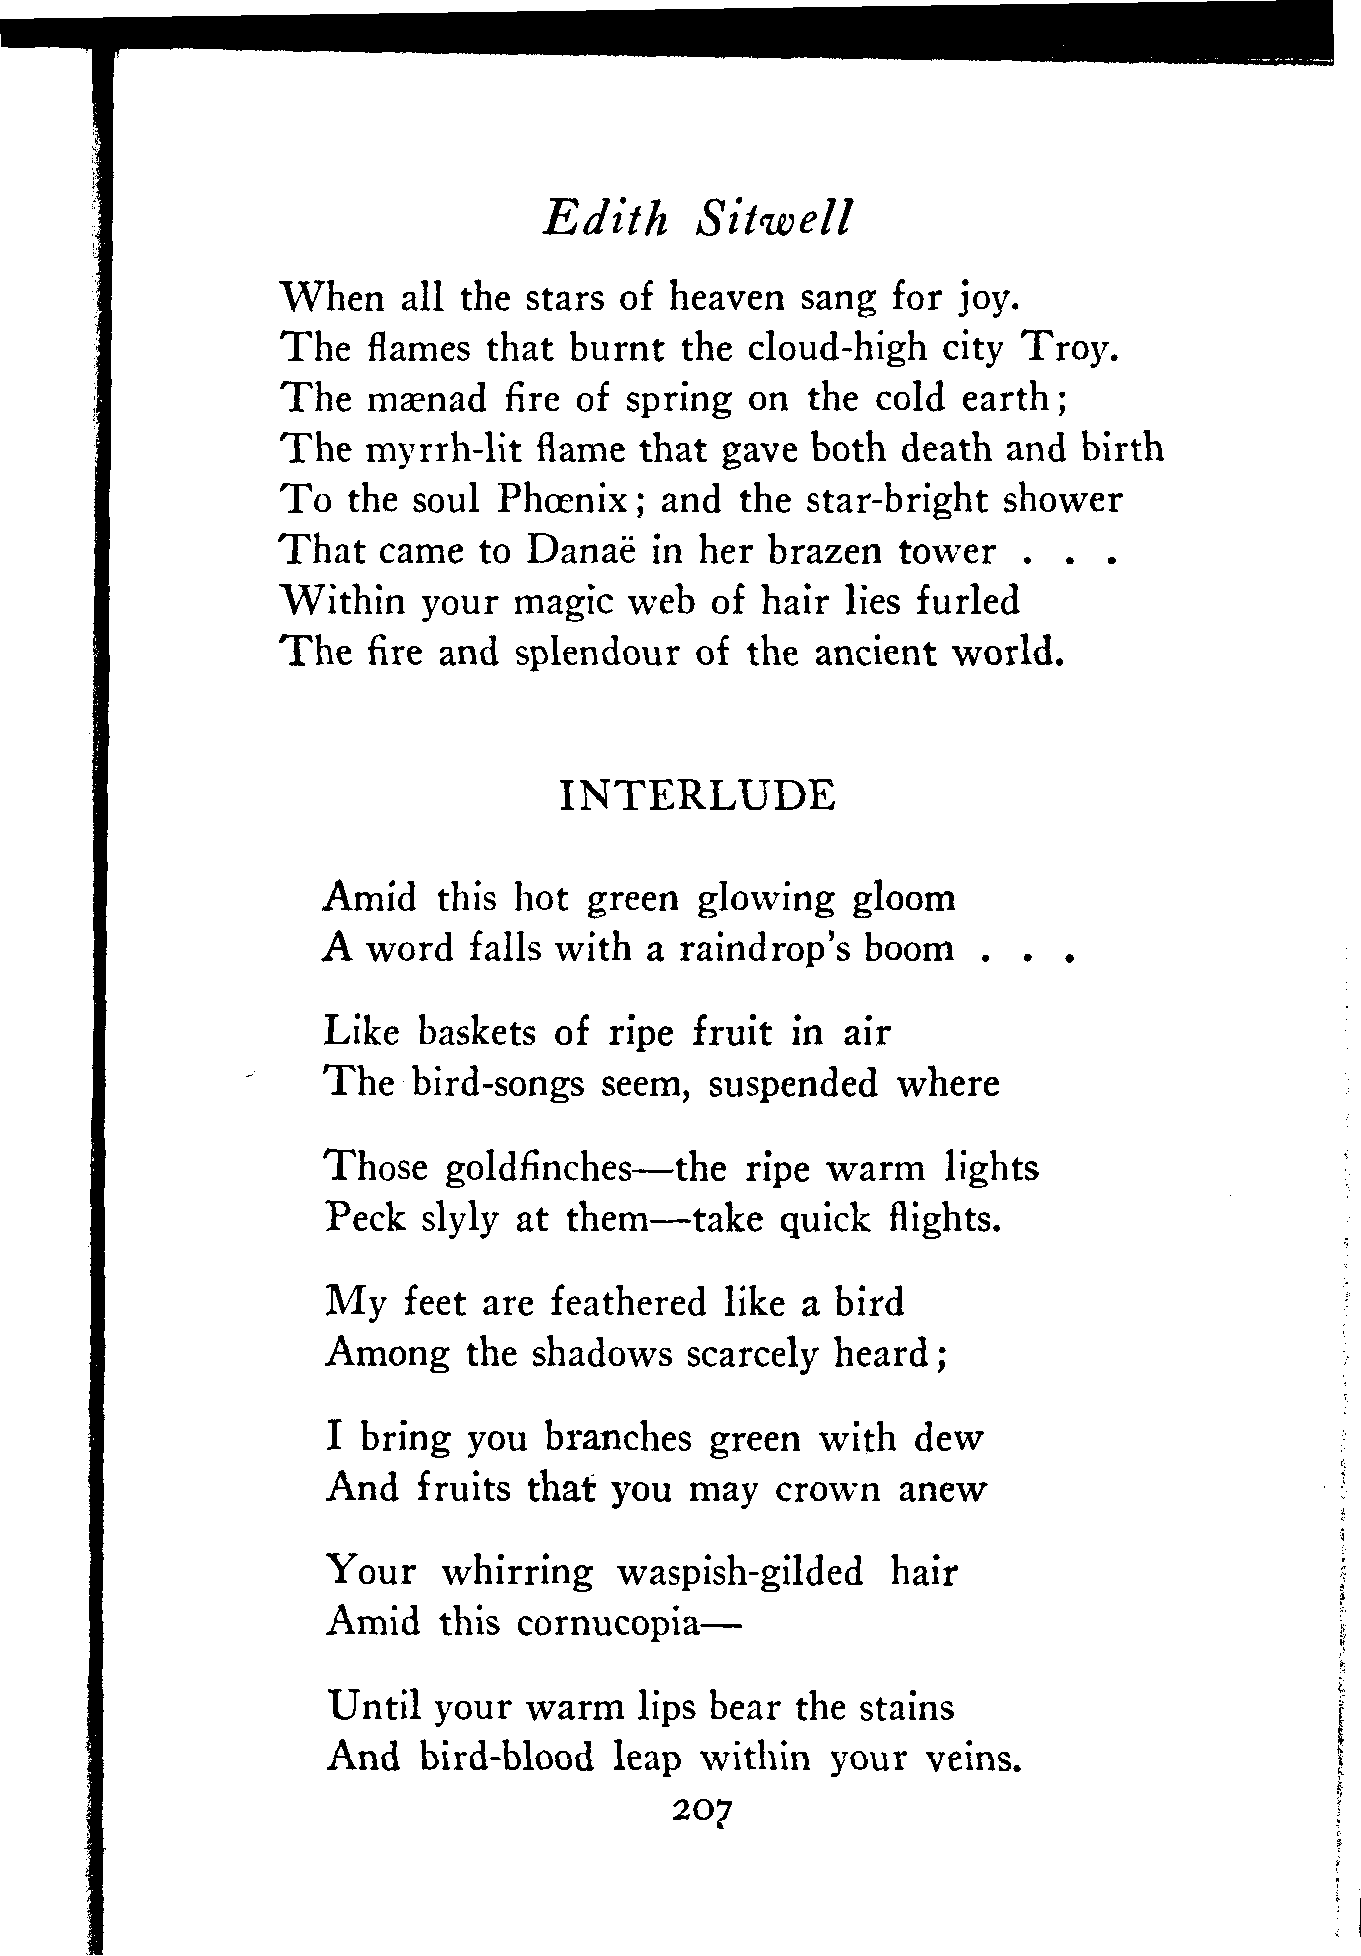 Edith Sitwell
When all the stars of heaven sang for joy.
The flames that burnt the cloud-high city Troy.
The mænad fire of spring on the cold earth;
The myrrh-lit flame that gave both death and birth
To the soul Phœnix; and the star-bright shower
That came to Danaë in her brazen tower . . .
Within your magic web of hair lies furled
The fire and splendour of the ancient world.
INTERLUDE
Amid this hot green glowing gloom
A word falls with a raindrop's boom . . .
Like baskets of ripe fruit in air
The bird-songs seem, suspended where
Those goldfinches—the ripe warm lights
Peck slyly at them—take quick flights.
My feet are feathered like a bird
Among the shadows scarcely heard;
I bring you branches green with dew
And fruits that you may crown anew
Your whirring waspish-gilded hair
Amid this cornucopia—
Until your warm lips bear the stains
And bird-blood leap within your veins.
207